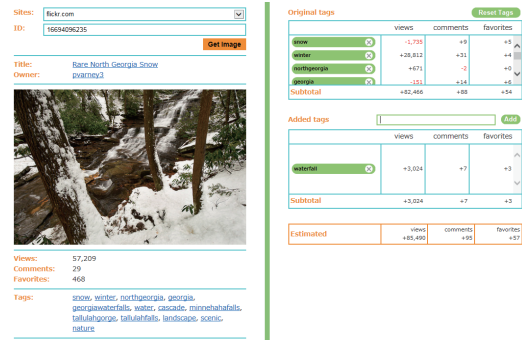 Sites: flickr.com
ID: 16694096235
Get Image
Title: Rare North Georgia Snow
Owner: pvarney3
Views: 57,209
Comments: 29
Favorites: 468
Tags: snow, winter, northgeorgia, georgia,
georgiawaterfalls, water, cascade, minnehahafalls,
tallulahgorge, tallulahfalls, landscape, scenic,
nature
Original tags Reset Tags
views comments favorites
snow -1,735 +9 +5
winter +28,812 +31 +4
northgeorgia +671 -2 +0
georgia -151 +14 +6
Subtotal +82,466 +88 +54
Added tags Add
views comments favorites
waterfall +3,024 +7 +3
Subtotal +3,024 +7 +3
views comments favorites
Estimated +85,490 +95 +57